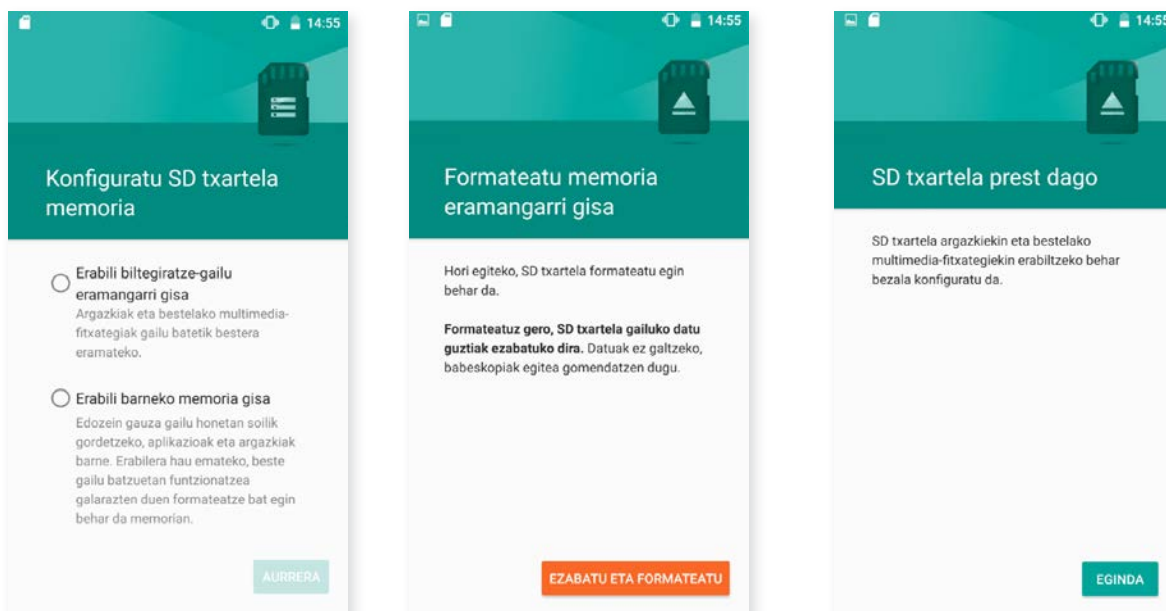 14:55
Konfiguratu SD txartela
memoria
Erabili biltegiratze-gailu
eramangarri gisa
Argazkiak eta bestelako multimedia-
fitxategiak gailu batetik bestera
eramateko.
Erabili barneko memoria gisa
Edozein gauza gailu honetan soilik
gordetzeko, aplikazioak eta argazkiak
barne. Erabilera hau emateko, beste
gailu batzuetan funtzionatzea
galarazten duen formateatze bat egin
behar da memorian.
AURRERA
14:55
Formateatu memoria
eramangarri gisa
Hori egiteko, SD txartela formateatu egin
behar da.
Formateatuz gero, SD txartela gailuko datu
guztiak ezabatuko dira. Datuak ez galtzeko,
babeskopiak egitea gomendatzen dugu.
EZABATU ETA FORMATEATU
14:55
SD txartela prest dago
SD txartela argazkiekin eta bestelako
multimedia-fitxategiekin erabiltzeko behar
bezala konfiguratu da.
EGINDA